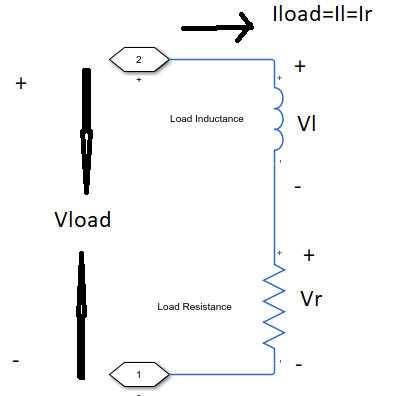 Iload=Il=Ir
2
+
+
+
+
Load Inductance
Vl
-
Vload
+
+
Load Resistance
Vr
-
1
-
-